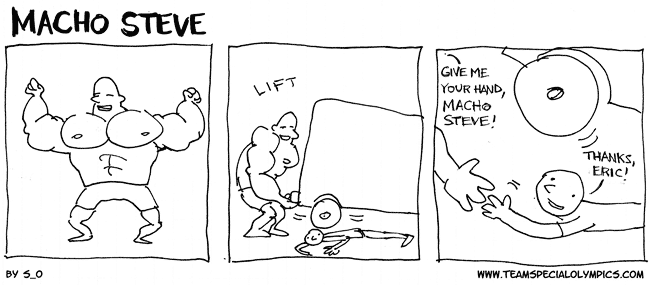 MACHO STEVE
LIFT
GIVE ME
YOUR HAND,
MACHO
STEVE!
THANKS,
ERIC!
BY S_O
WWW.TEAMSPECIALOLYMPICS.COM